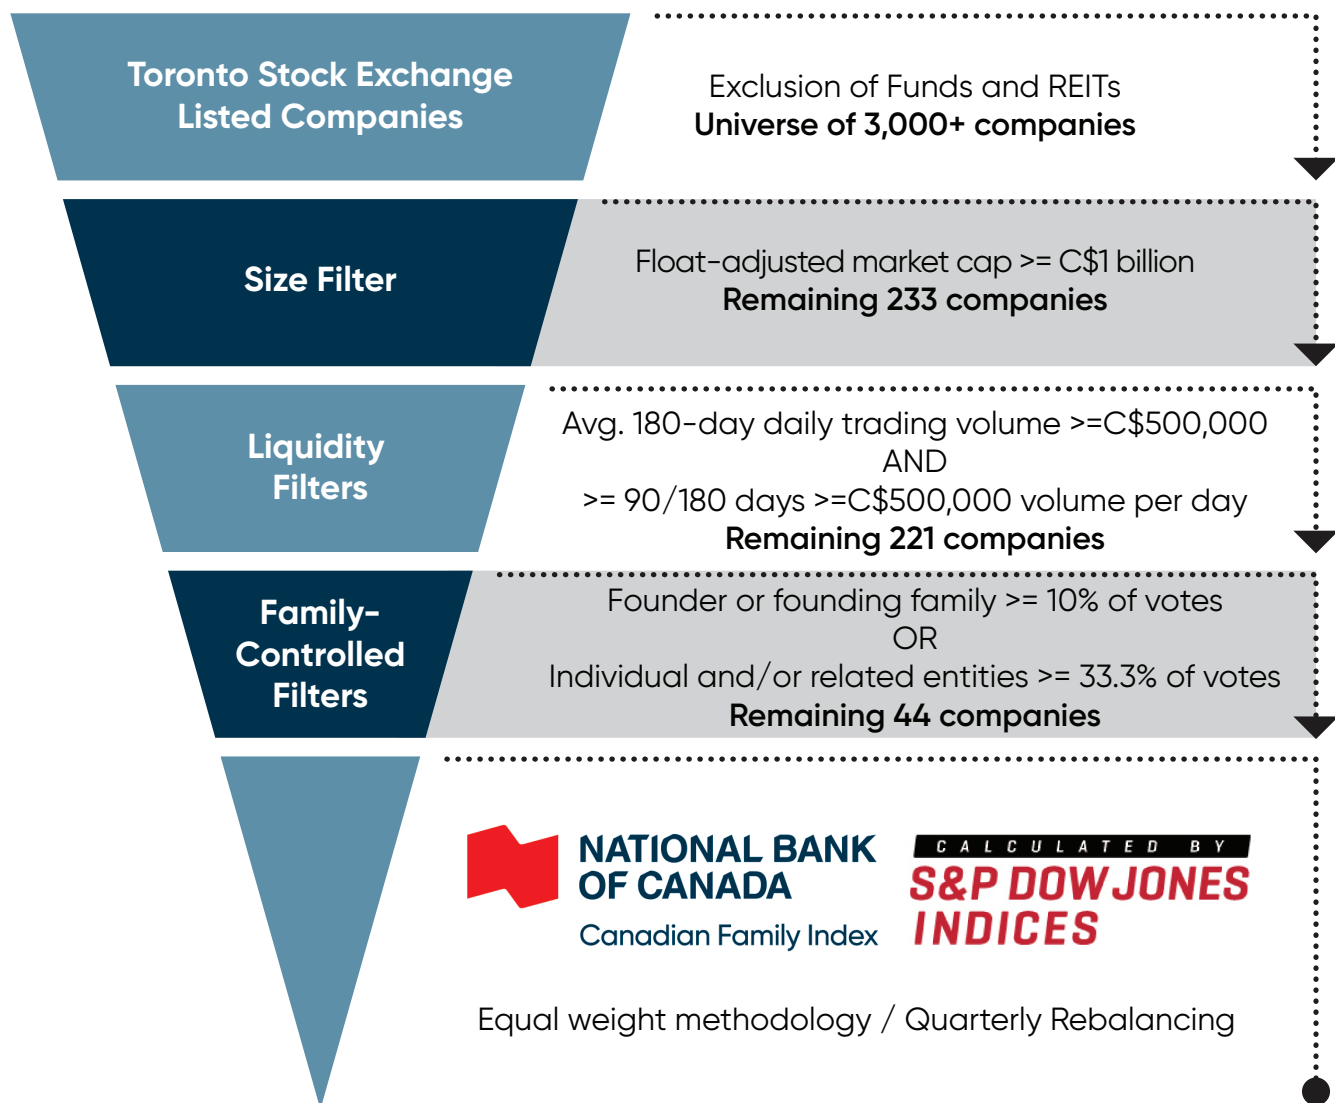 Toronto Stock Exchange
Listed Companies
Exclusion of Funds and REITs
Universe of 3,000+ companies
Size Filter
Float-adjusted market cap >= C$1 billion
Remaining 233 companies
Liquidity
Filters
Avg. 180-day daily trading volume >=C$500,000
AND
>= 90/180 days >=C$500,000 volume per day
Remaining 221 companies
Family-
Controlled
Filters
Founder or founding family >= 10% of votes
OR
Individual and/or related entities >= 33.3% of votes
Remaining 44 companies
NATIONAL BANK
OF CANADA
Canadian Family Index
CALCULATED BY
S&P DOW JONES
INDICES
Equal weight methodology / Quarterly Rebalancing